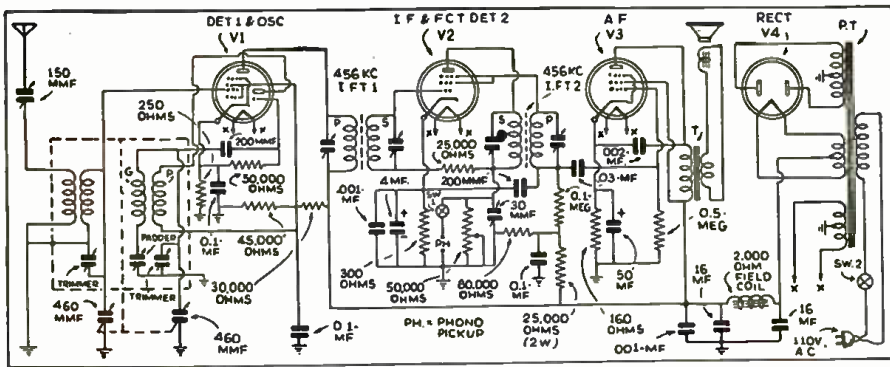 DET 1 & OSC
V1
I F & FCT DET 2
V2
A F
V3
RECT
V4
P.T
150
MMF
250
OHMS
200MMF
456KC
I.FT1
P
S
25,000
OHMS
200MMF
456KC
I.FT2
S
P
.002-
MF
T1
G
P
50,000
OHMS
.001-
MF
4MF.
SW.
1
PH
30
MMF
.03-MF
0.1-
MEG
0.5-
MEG
PADDER
TRIMMER
TRIMMER
0.1-
MF
45,000
OHMS
30,000
OHMS
300
OHMS
50,000
OHMS
80,000
OHMS
0.1-
MF
50
MF
16
MF
2,000
OHM
FIELD
COIL
SW.2
460
MMF
460
MMF
0.1-MF
PH.= PHONO
PICKUP
25,000
OHMS
(2W)
160
OHMS
.001-MF
16
MF
110V.
A C
x x
x x
x x
x x